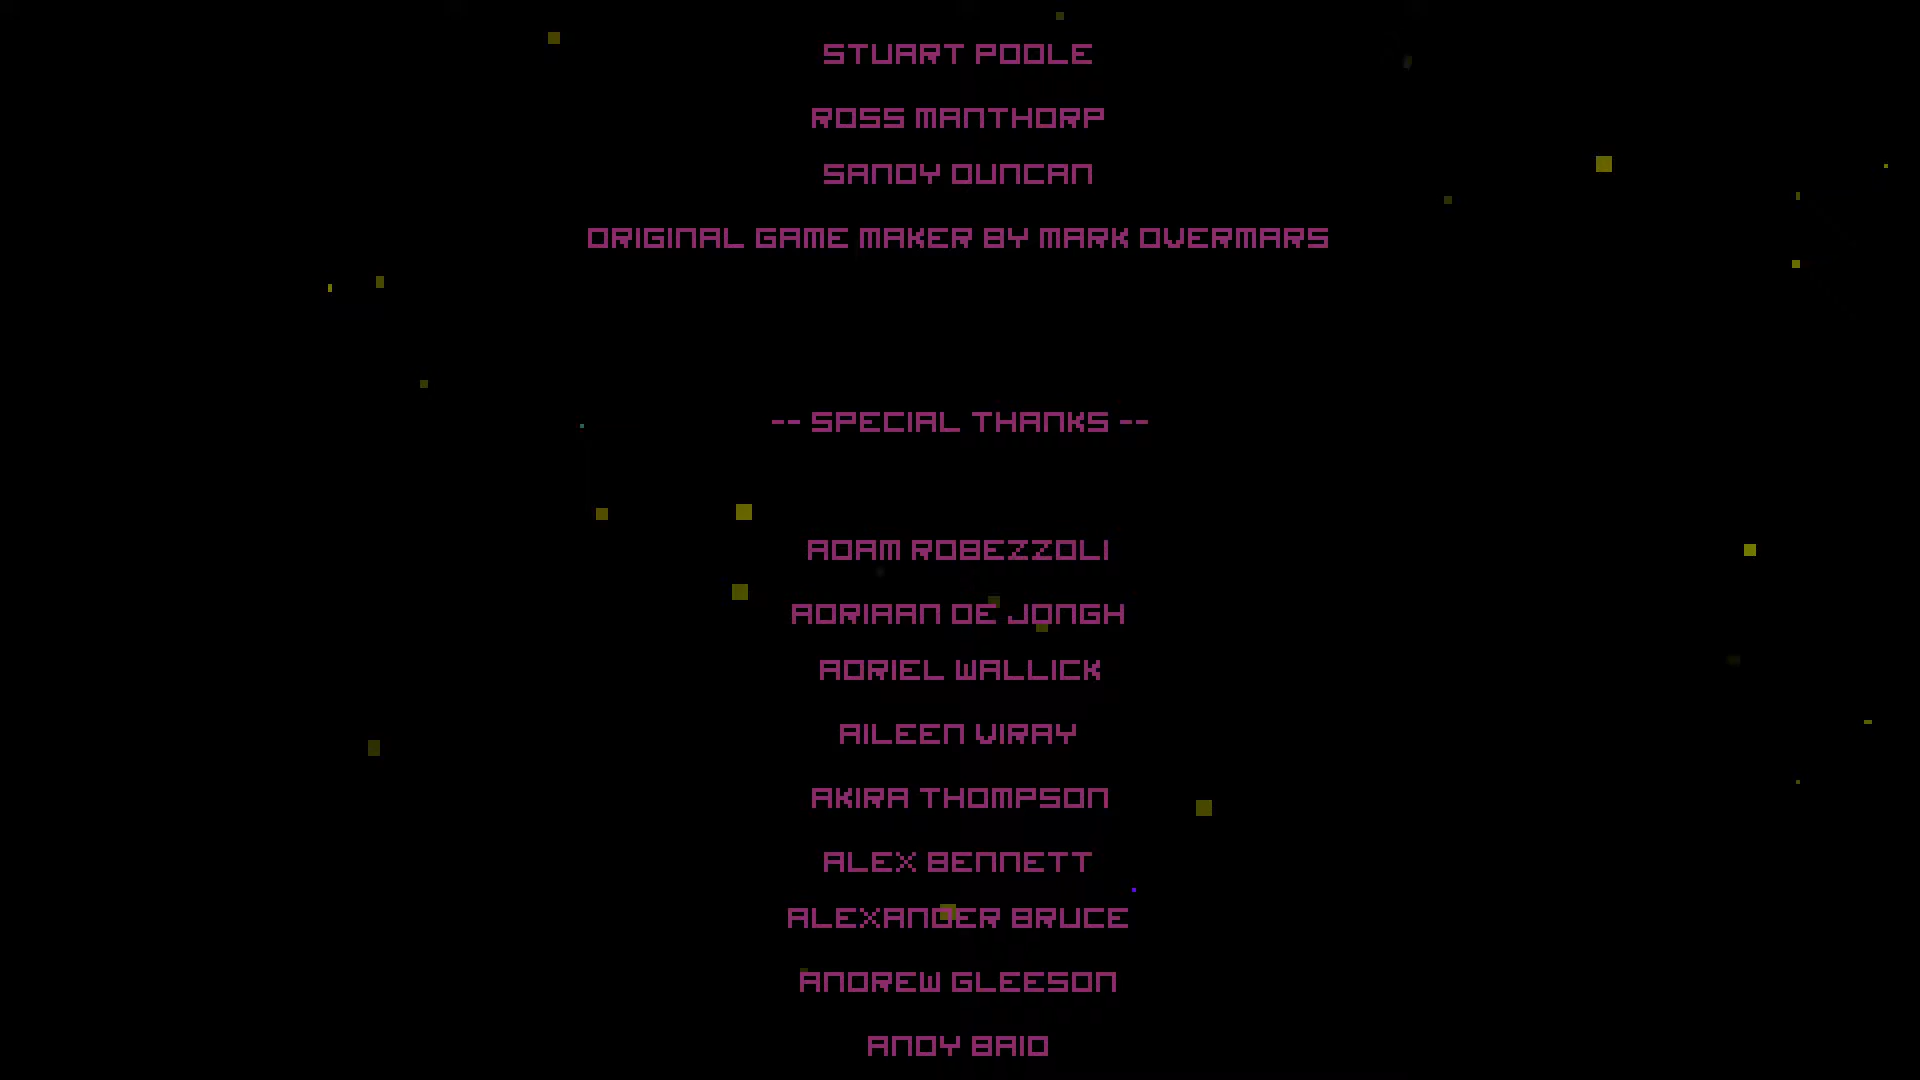 STUART POOLE
ROSS MANTHORP
SANDY DUNCAN
ORIGINAL GAME MAKER BY MARK OVERMARS
-- SPECIAL THANKS --
ADAM ROBEZZOLI
ADRIAAN DE JONGH
ADRIEL WALLICK
AILEEN VIRAY
AKIRA THOMPSON
ALEX BENNETT
ALEXANDER BRUCE
ANDREW GLEESON
ANDY BAIO